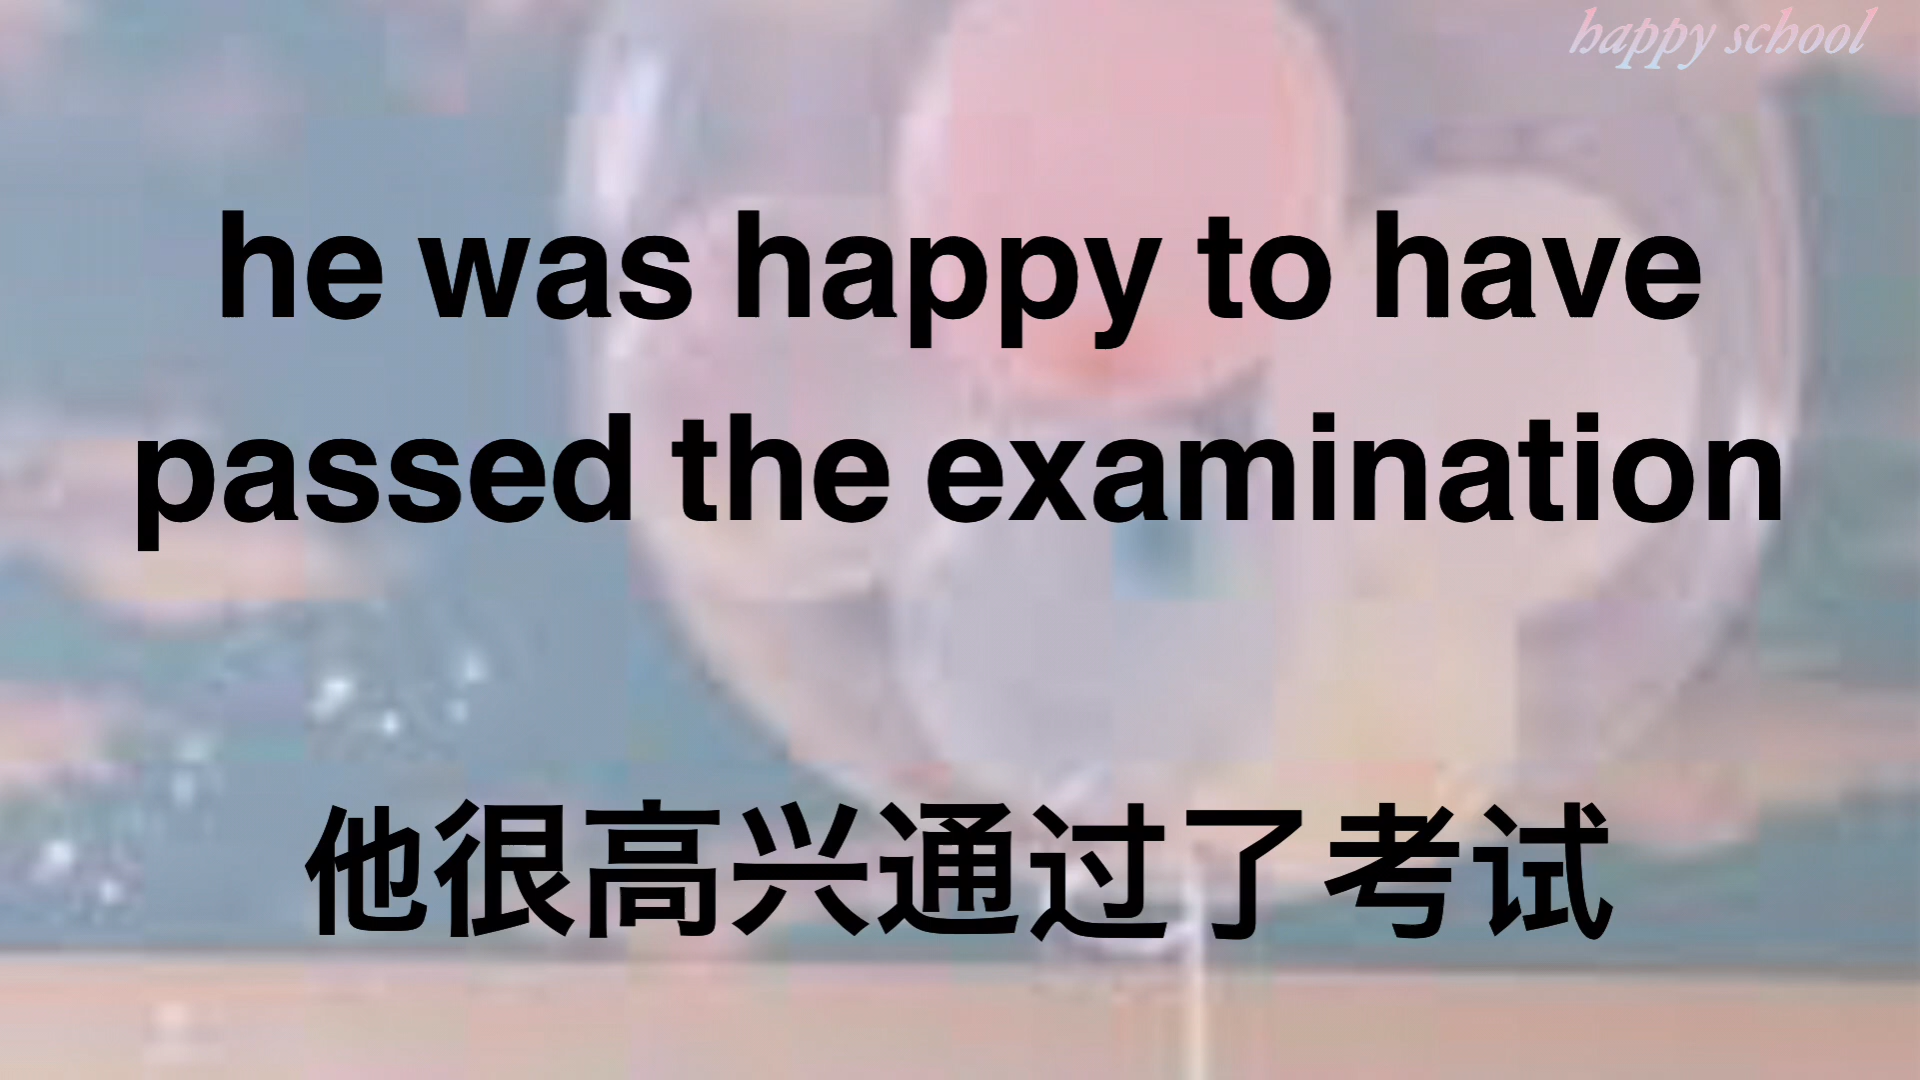 happy school
he was happy to have
passed the examination
他很高兴通过了考试